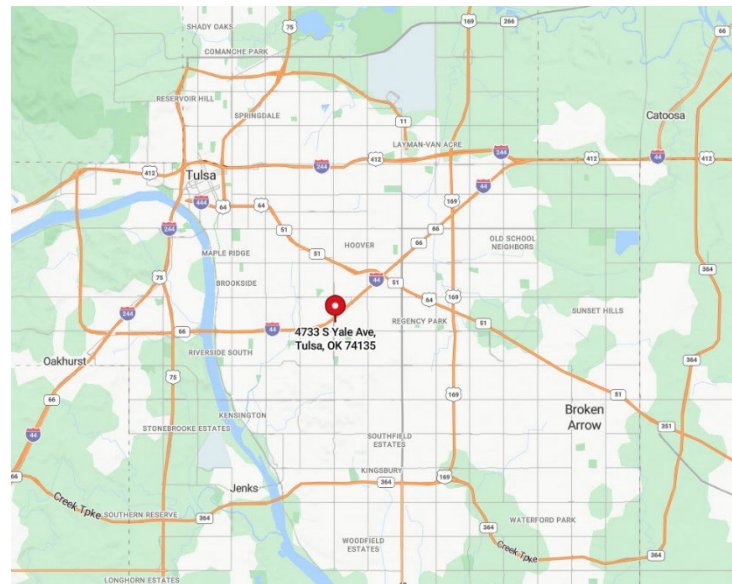 SHADY OAKS
75
169
266
66
COMANCHE PARK
RESERVOIR HILL
SPRINGDALE
11
Catoosa
LAYMAN-VAN ACRE
244
412
44
412
412
244
412
44
Tulsa
444
64
64
169
66
51
HOOVER
OLD SCHOOL
NEIGHBORS
244
51
MAPLE RIDGE
364
75
BROOKSIDE
44
51
64
169
SUNSET HILLS
244
4733 S Yale Ave,
Tulsa, OK 74135
REGENCY PARK
51
66
44
Oakhurst
RIVERSIDE SOUTH
364
75
169
66
51
KENSINGTON
Broken
Arrow
STONEBROOKE ESTATES
351
44
SOUTHFIELD
ESTATES
KINGSBURY
66
364
169
Jenks
Creek Tpke
SOUTHERN RESERVE
364
WATERFORD PARK
WOODFIELD
ESTATES
Creek Tpke
364
LONGHORN ESTATES